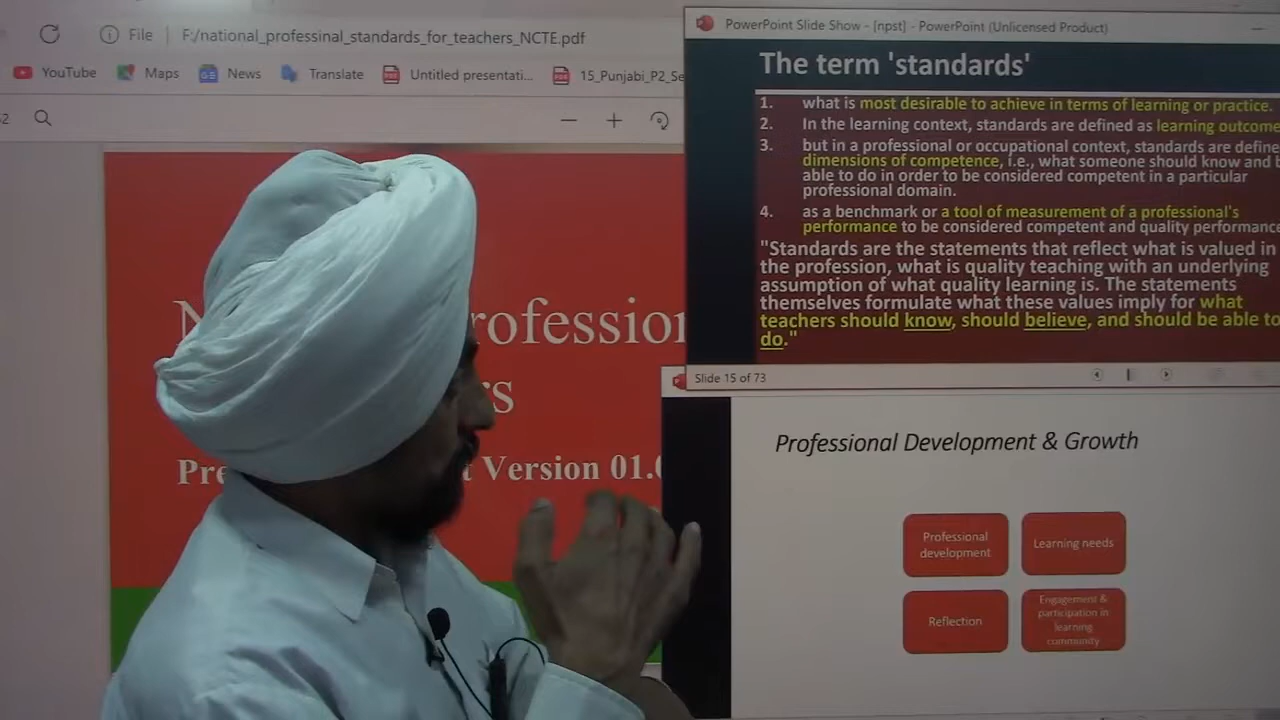 File
F:/national_professinal_standards_for_teachers_NCTE.pdf
YouTube
Maps
News
Translate
Untitled presentati...
15_Punjabi_P2_Se
rofession
rs
Pre
t Version 01.
PowerPoint Slide Show - [npst] - PowerPoint (Unlicensed Product)
The term 'standards'
1. what is most desirable to achieve in terms of learning or practice.
2. In the learning context, standards are defined as learning outcome
3. but in a professional or occupational context, standards are define
dimensions of competence, i.e., what someone should know and b
able to do in order to be considered competent in a particular
professional domain.
4. as a benchmark or a tool of measurement of a professional's
performance to be considered competent and quality performance
"Standards are the statements that reflect what is valued in
the profession, what is quality teaching with an underlying
assumption of what quality learning is. The statements
themselves formulate what these values imply for what
teachers should know, should believe, and should be able to
do."
Slide 15 of 73
Professional Development & Growth
Professional
development
Learning needs
Reflection
Engagement &
participation in
learning
community